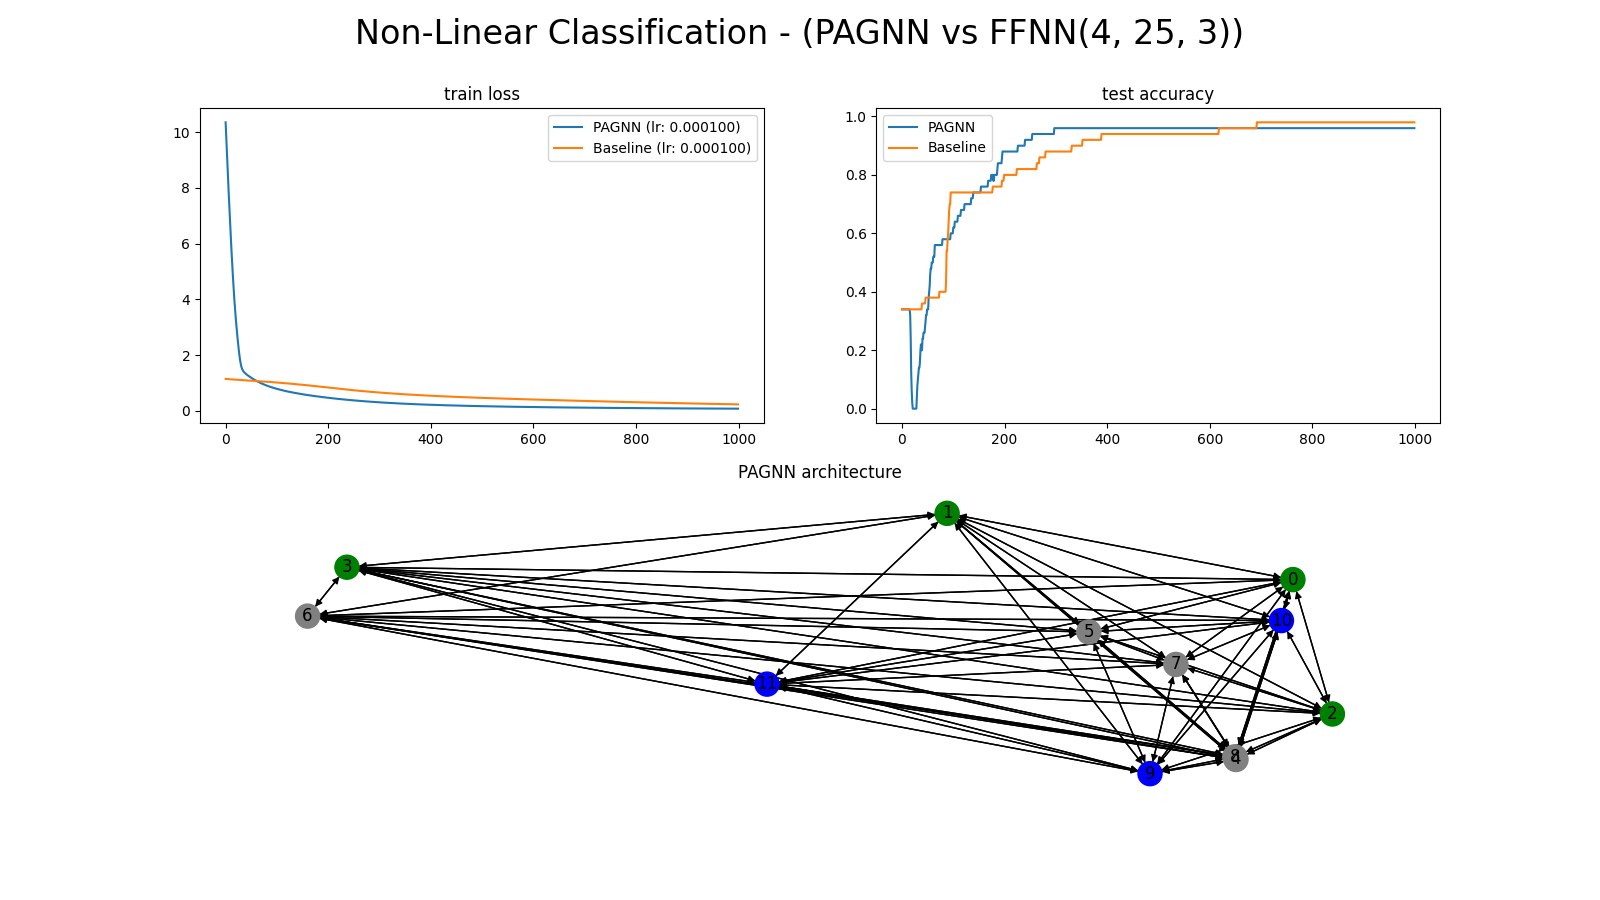 Non-Linear Classification - (PAGNN vs FFNN(4, 25, 3))
train loss
10
8
6
4
2
0
0 200 400 600 800 1000
PAGNN (lr: 0.000100)
Baseline (lr: 0.000100)
test accuracy
1.0
0.8
0.6
0.4
0.2
0.0
0 200 400 600 800 1000
PAGNN
Baseline
PAGNN architecture
1
3
0
6
10
5
7
11
2
4
9